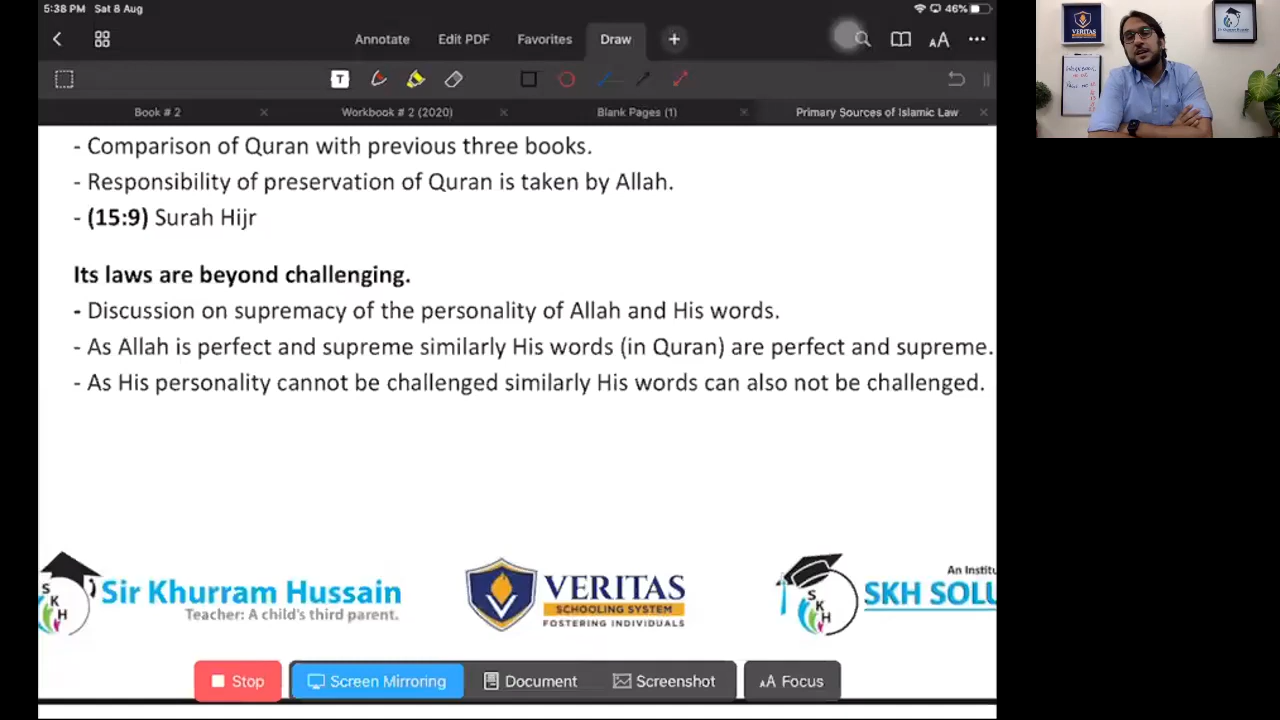 5:38 PM Sat 8 Aug 46%
Annotate Edit PDF Favorites Draw
T
Book # 2 Workbook # 2 (2020) Blank Pages (1) Primary Sources of Islamic Law
- Comparison of Quran with previous three books.
- Responsibility of preservation of Quran is taken by Allah.
- (15:9) Surah Hijr
Its laws are beyond challenging.
- Discussion on supremacy of the personality of Allah and His words.
- As Allah is perfect and supreme similarly His words (in Quran) are perfect and supreme.
- As His personality cannot be challenged similarly His words can also not be challenged.
SKH
Sir Khurram Hussain
Teacher: A child's third parent.
VERITAS
SCHOOLING SYSTEM
FOSTERING INDIVIDUALS
SKH
An Institu
SKH SOLU
Stop Screen Mirroring Document Screenshot AA Focus
VERITAS